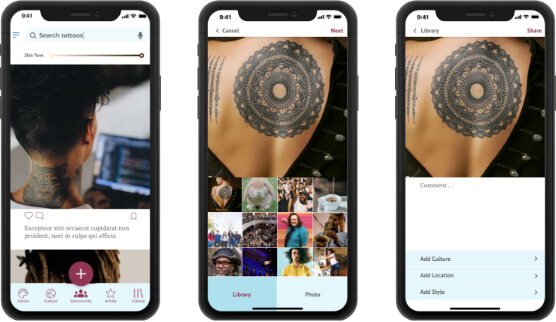 9:41
Search tattoos
Skin Tone
Excepteur sint occaecat cupidatat non
proident, sunt in culpa qui officia
Colors
Culture
Community
Artists
Library
9:41
Cancel
Next
Library
Photo
9:41
Library
Share
Comment ...
Add Culture
Add Location
Add Style